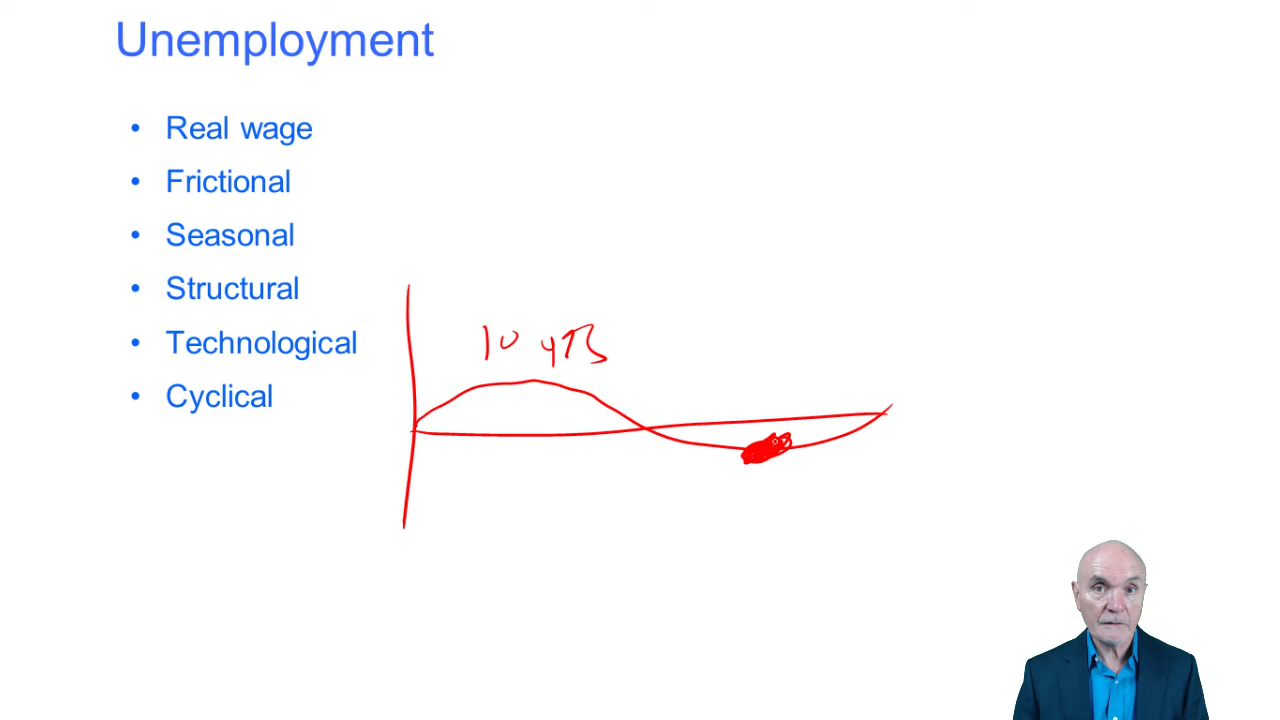 Unemployment
• Real wage
• Frictional
• Seasonal
• Structural
• Technological
• Cyclical
10 yrs